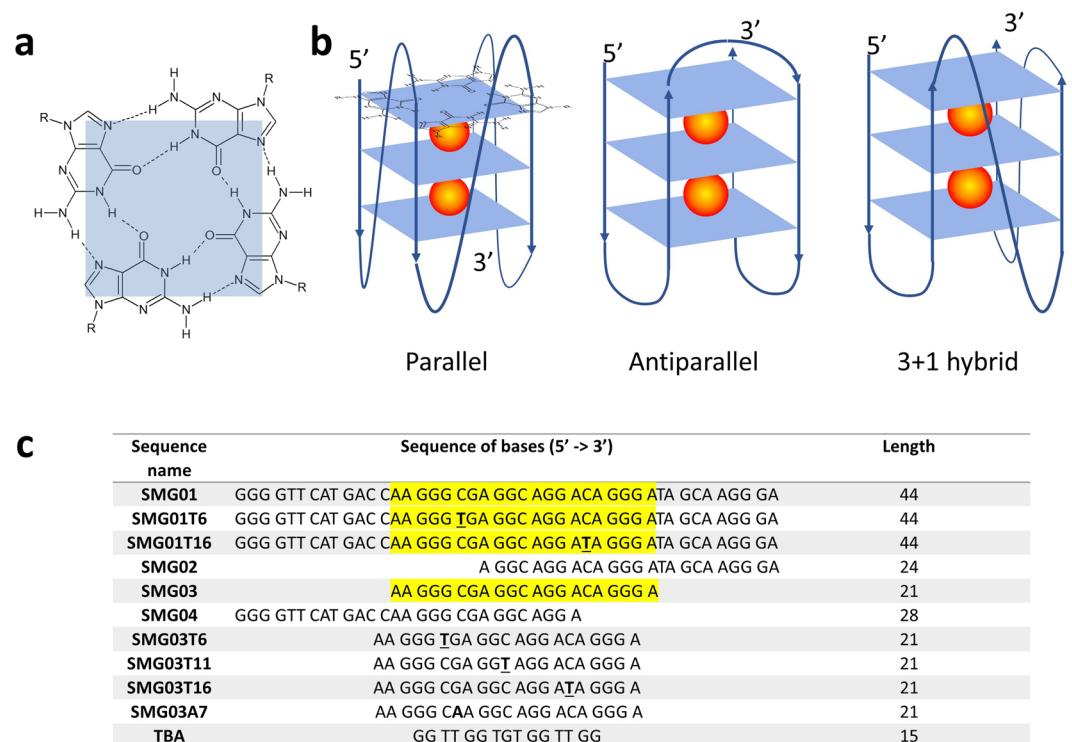 a
b
H
R
H N N N
H
R N N
N H N
N O O H
N H N H
H N H N N
H O O N
N N H N
H R
N N N
R H
5’
3’
5’
3’
5’
3’
Parallel
Antiparallel
3+1 hybrid
c
Sequence name Sequence of bases (5’ -> 3’) Length
SMG01 GGG GTT CAT GAC CAA GGG CGA GGC AGG ACA GGG ATA GCA AGG GA 44
SMG01T6 GGG GTT CAT GAC CAA GGG TGA GGC AGG ACA GGG ATA GCA AGG GA 44
SMG01T16 GGG GTT CAT GAC CAA GGG CGA GGC AGG ATA GGG ATA GCA AGG GA 44
SMG02 A GGC AGG ACA GGG ATA GCA AGG GA 24
SMG03 AA GGG CGA GGC AGG ACA GGG A 21
SMG04 GGG GTT CAT GAC CAA GGG CGA GGC AGG A 28
SMG03T6 AA GGG TGA GGC AGG ACA GGG A 21
SMG03T11 AA GGG CGA GGT AGG ACA GGG A 21
SMG03T16 AA GGG CGA GGC AGG ATA GGG A 21
SMG03A7 AA GGG CAA GGC AGG ACA GGG A 21
TBA GG TT GG TGT GG TT GG 15